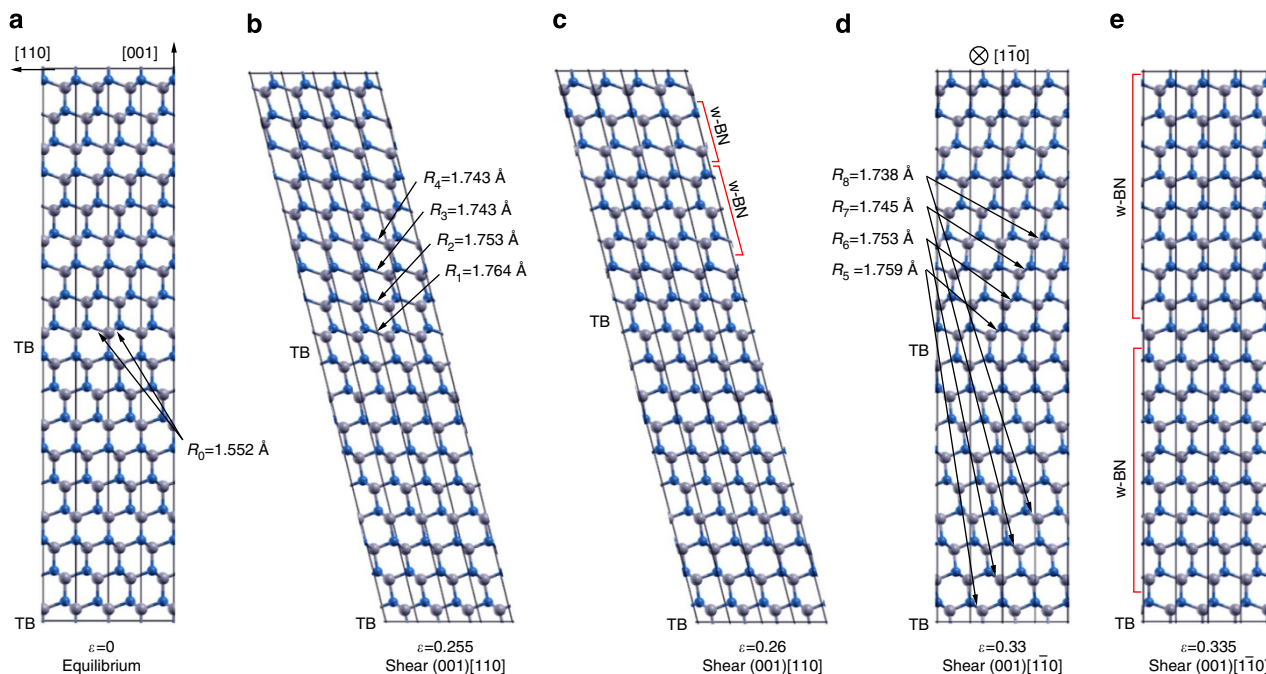 a
b
c
d
e
[110]
[001]
⊗ [11̅0]
w-BN
w-BN
w-BN
w-BN
R4=1.743 Å
R3=1.743 Å
R2=1.753 Å
R1=1.764 Å
R8=1.738 Å
R7=1.745 Å
R6=1.753 Å
R5 =1.759 Å
TB
TB
TB
TB
R0=1.552 Å
TB
TB
TB
TB
ε=0
Equilibrium
ε=0.255
Shear (001)[110]
ε=0.26
Shear (001)[110]
ε=0.33
Shear (001)[11̅0]
ε=0.335
Shear (001)[11̅0]